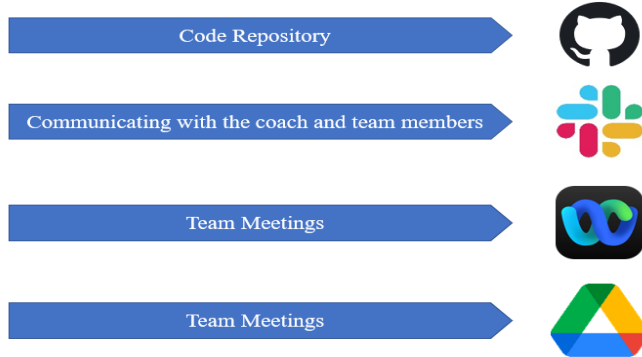 Code Repository
Communicating with the coach and team members
Team Meetings
Team Meetings